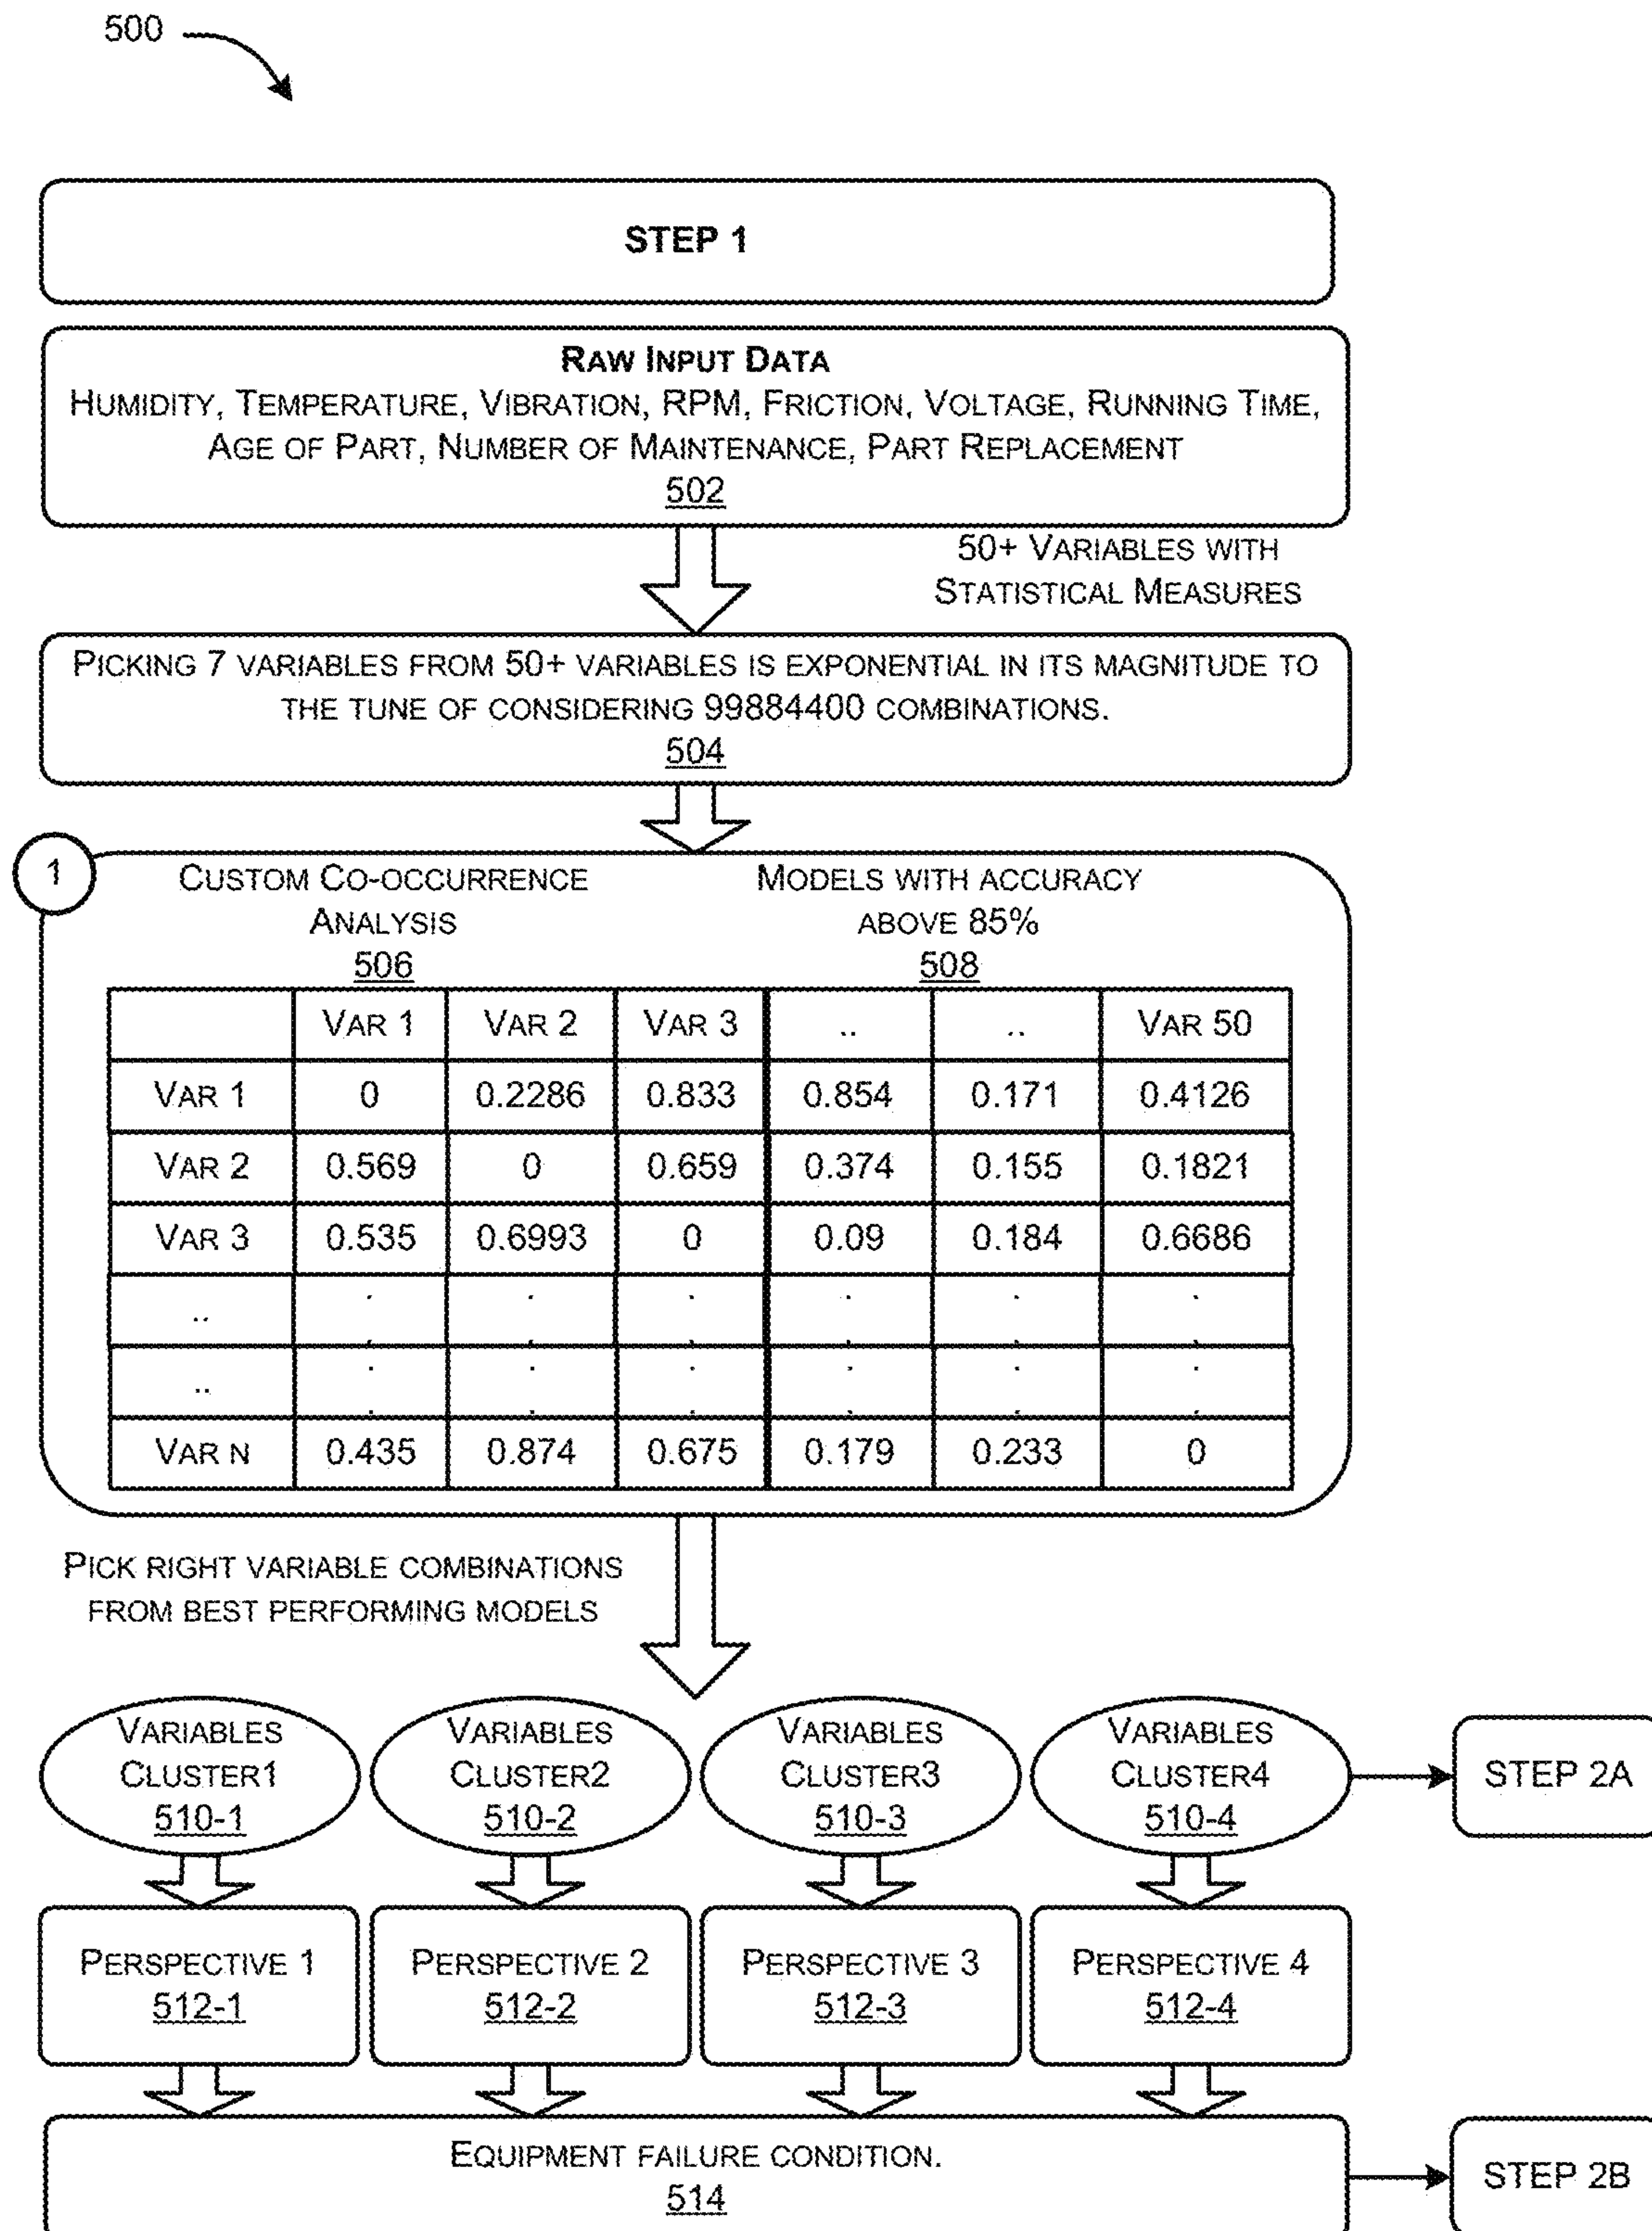 500
STEP 1
RAW INPUT DATA
HUMIDITY, TEMPERATURE, VIBRATION, RPM, FRICTION, VOLTAGE, RUNNING TIME,
AGE OF PART, NUMBER OF MAINTENANCE, PART REPLACEMENT
502
50+ VARIABLES WITH
STATISTICAL MEASURES
PICKING 7 VARIABLES FROM 50+ VARIABLES IS EXPONENTIAL IN ITS MAGNITUDE TO
THE TUNE OF CONSIDERING 99884400 COMBINATIONS.
504
1
CUSTOM CO-OCCURRENCE
ANALYSIS
506
MODELS WITH ACCURACY
ABOVE 85%
508
VAR 1 VAR 2 VAR 3 .. .. VAR 50
VAR 1 0 0.2286 0.833 0.854 0.171 0.4126
VAR 2 0.569 0 0.659 0.374 0.155 0.1821
VAR 3 0.535 0.6993 0 0.09 0.184 0.6686
.. : : : : : :
.. : : : : : :
VAR N 0.435 0.874 0.675 0.179 0.233 0
PICK RIGHT VARIABLE COMBINATIONS
FROM BEST PERFORMING MODELS
VARIABLES
CLUSTER1
510-1
VARIABLES
CLUSTER2
510-2
VARIABLES
CLUSTER3
510-3
VARIABLES
CLUSTER4
510-4
STEP 2A
PERSPECTIVE 1
512-1
PERSPECTIVE 2
512-2
PERSPECTIVE 3
512-3
PERSPECTIVE 4
512-4
EQUIPMENT FAILURE CONDITION.
514
STEP 2B